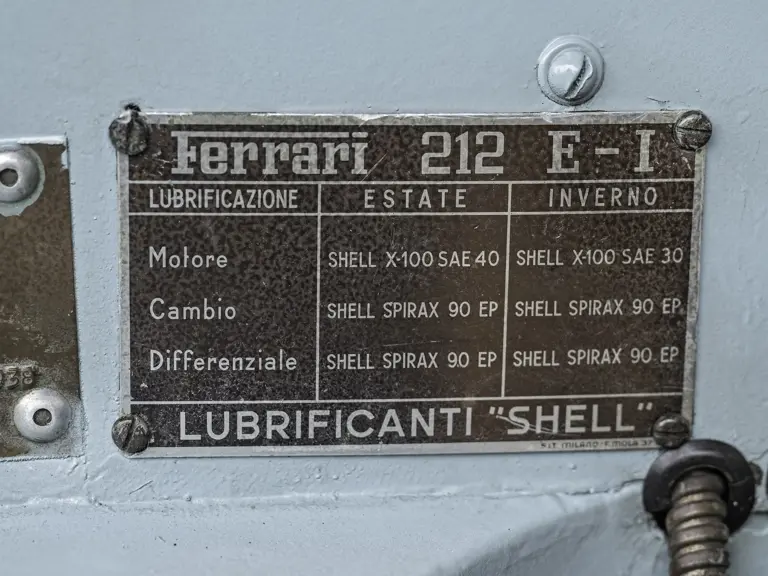 Ferrari 212 E-I
LUBRIFICAZIONE ESTATE INVERNO
Motore SHELL X-100 SAE 40 SHELL X-100 SAE 30
Cambio SHELL SPIRAX 90 EP SHELL SPIRAX 90 EP
Differenziale SHELL SPIRAX 90 EP SHELL SPIRAX 90 EP
LUBRIFICANTI "SHELL"
MILANO